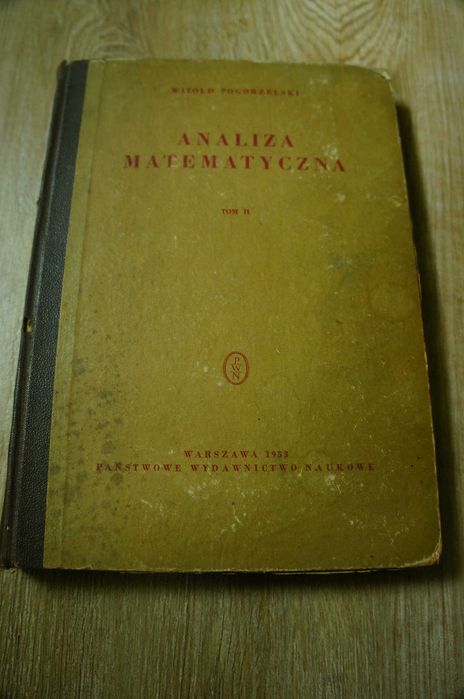 WITOLD POGORZELSKI
ANALIZA
MATEMATYCZNA
TOM II
PWN
WARSZAWA 1953
PAŃSTWOWE WYDAWNICTWO NAUKOWE